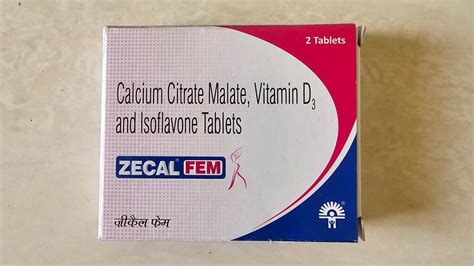 2 Tablets
Calcium Citrate Malate, Vitamin D₃
and Isoflavone Tablets
ZECAL FEM
ज़ीकैल फेम